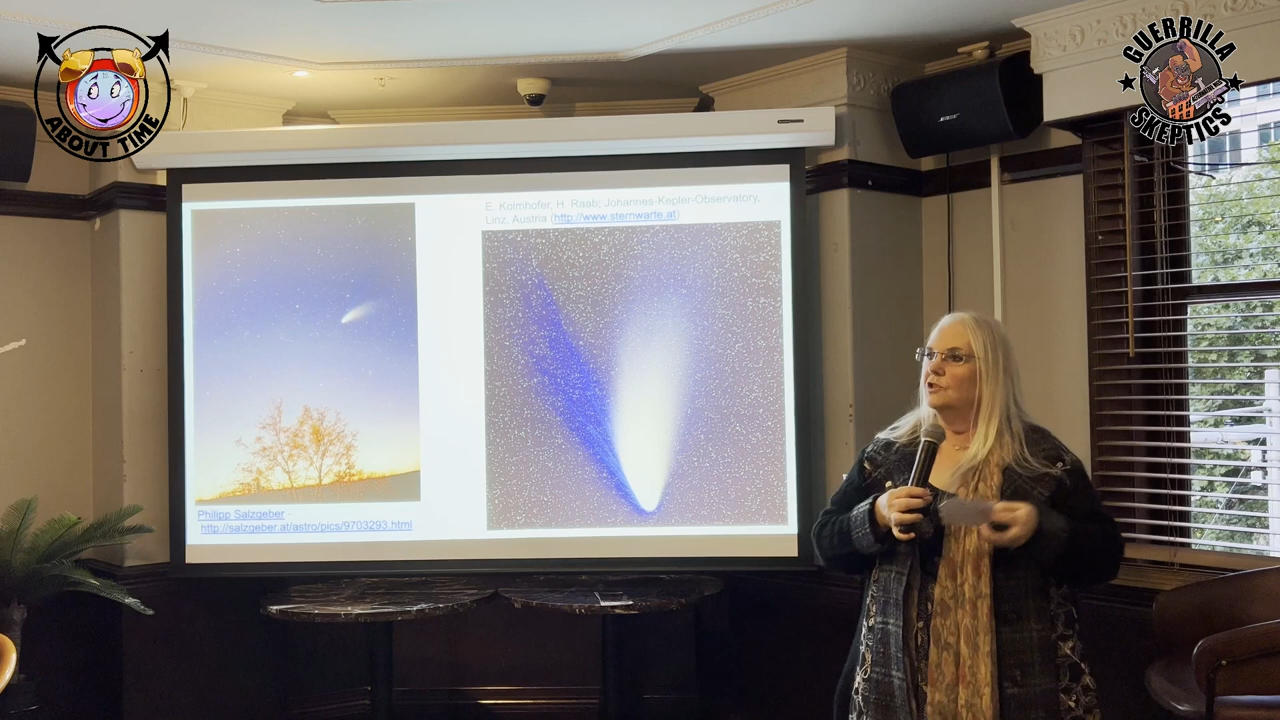 ABOUT TIME
GUERRILLA
SKEPTICS
BOSE
E. Kolmhofer, H. Raab; Johannes-Kepler-Observatory,
Linz, Austria (http://www.sternwarte.at)
Philipp Salzgeber -
http://salzgeber.at/astro/pics/9703293.html